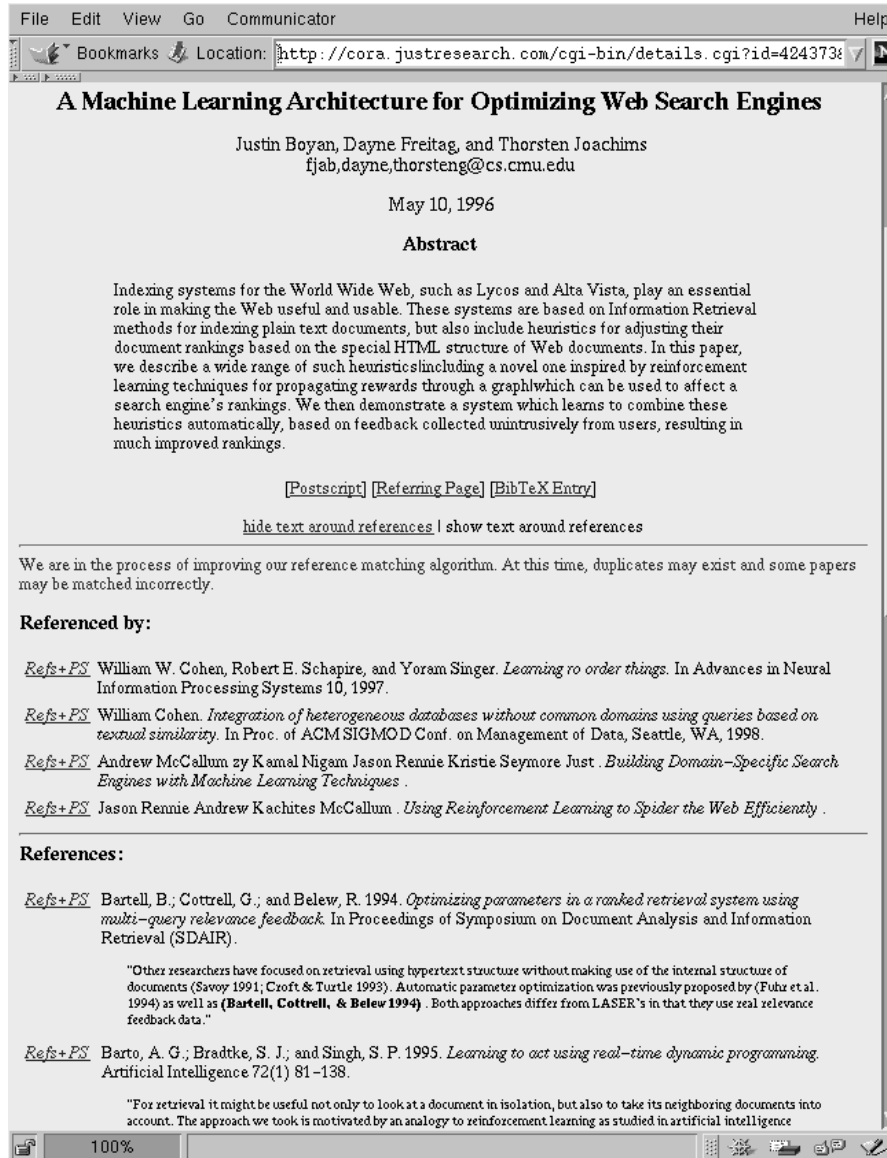 File Edit View Go Communicator Help
Bookmarks Location: http://cora.justresearch.com/cgi-bin/details.cgi?id=424373
A Machine Learning Architecture for Optimizing Web Search Engines
Justin Boyan, Dayne Freitag, and Thorsten Joachims
fjab,dayne,thorsteng@cs.cmu.edu
May 10, 1996
Abstract
Indexing systems for the World Wide Web, such as Lycos and Alta Vista, play an essential
role in making the Web useful and usable. These systems are based on Information Retrieval
methods for indexing plain text documents, but also include heuristics for adjusting their
document rankings based on the special HTML structure of Web documents. In this paper,
we describe a wide range of such heuristics|including a novel one inspired by reinforcement
learning techniques for propagating rewards through a graph|which can be used to affect a
search engine's rankings. We then demonstrate a system which learns to combine these
heuristics automatically, based on feedback collected unintrusively from users, resulting in
much improved rankings.
[Postscript] [Referring Page] [BibTeX Entry]
hide text around references | show text around references
We are in the process of improving our reference matching algorithm. At this time, duplicates may exist and some papers
may be matched incorrectly.
Referenced by:
Refs+PS William W. Cohen, Robert E. Schapire, and Yoram Singer. Learning ro order things. In Advances in Neural
Information Processing Systems 10, 1997.
Refs+PS William Cohen. Integration of heterogeneous databases without common domains using queries based on
textual similarity. In Proc. of ACM SIGMOD Conf. on Management of Data, Seattle, WA, 1998.
Refs+PS Andrew McCallum zy Kamal Nigam Jason Rennie Kristie Seymore Just . Building Domain-Specific Search
Engines with Machine Learning Techniques .
Refs+PS Jason Rennie Andrew Kachites McCallum . Using Reinforcement Learning to Spider the Web Efficiently .
References:
Refs+PS Bartell, B.; Cottrell, G.; and Belew, R. 1994. Optimizing parameters in a ranked retrieval system using
multi-query relevance feedback. In Proceedings of Symposium on Document Analysis and Information
Retrieval (SDAIR).
"Other researchers have focused on retrieval using hypertext structure without making use of the internal structure of
documents (Savoy 1991; Croft & Turtle 1993). Automatic parameter optimization was previously proposed by (Fuhr et al.
1994) as well as (Bartell, Cottrell, & Belew 1994) . Both approaches differ from LASER's in that they use real relevance
feedback data."
Refs+PS Barto, A. G.; Bradtke, S. J.; and Singh, S. P. 1995. Learning to act using real-time dynamic programming.
Artificial Intelligence 72(1) 81-138.
"For retrieval it might be useful not only to look at a document in isolation, but also to take its neighboring documents into
account. The approach we took is motivated by an analogy to reinforcement learning as studied in artificial intelligence
100%